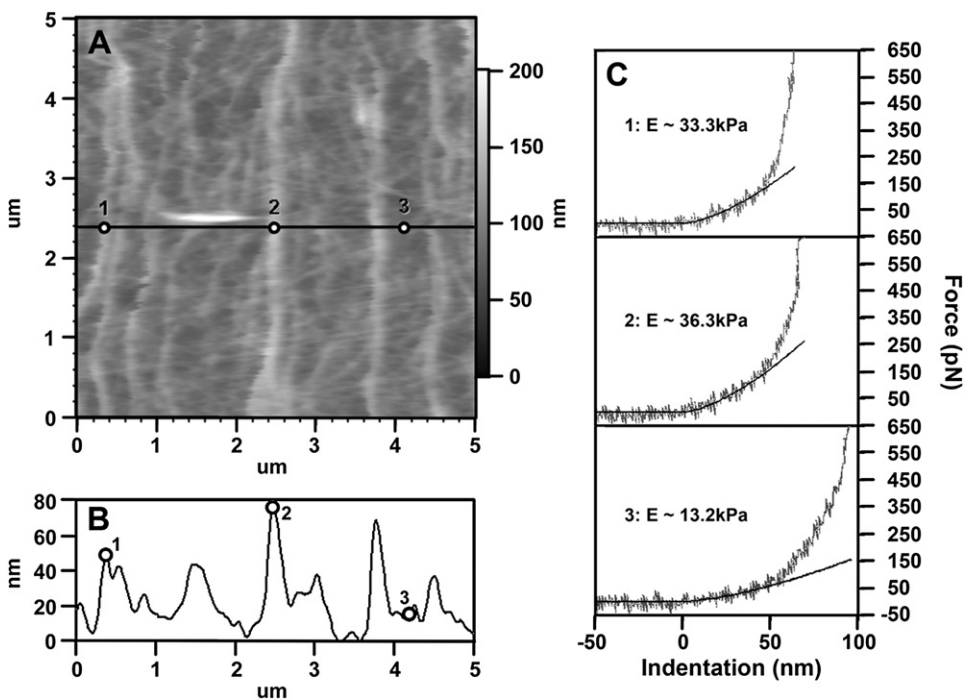 A
5
4
3
2
1
0
um
0 1 2 3 4 5
um
1 2 3
200
150
100
50
0
nm
B
80
60
40
20
0
nm
1
2
3
0 1 2 3 4 5
um
C
1: E ~ 33.3kPa
650
550
450
350
250
150
50
2: E ~ 36.3kPa
650
550
450
350
250
150
50
3: E ~ 13.2kPa
650
550
450
350
250
150
50
-50
Force (pN)
-50 0 50 100
Indentation (nm)